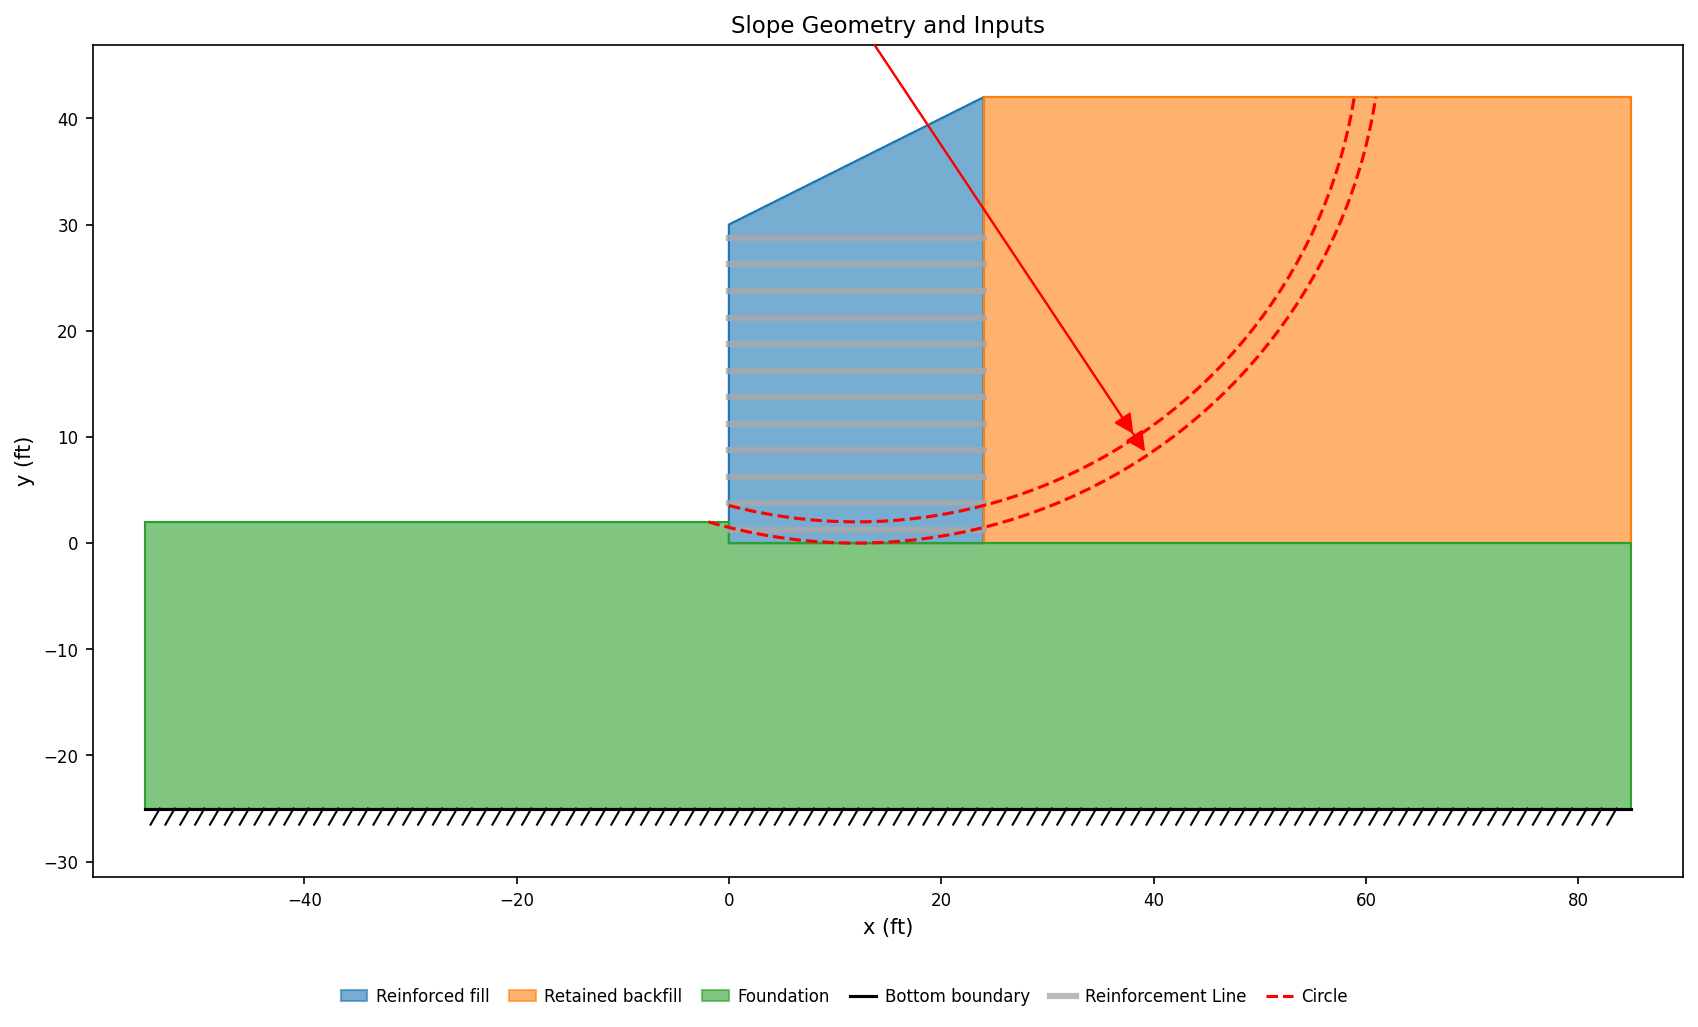 Slope Geometry and Inputs
y (ft)
40
30
20
10
0
−10
−20
−30
−40
−20
0
20
40
60
80
x (ft)
Reinforced fill
Retained backfill
Foundation
Bottom boundary
Reinforcement Line
Circle